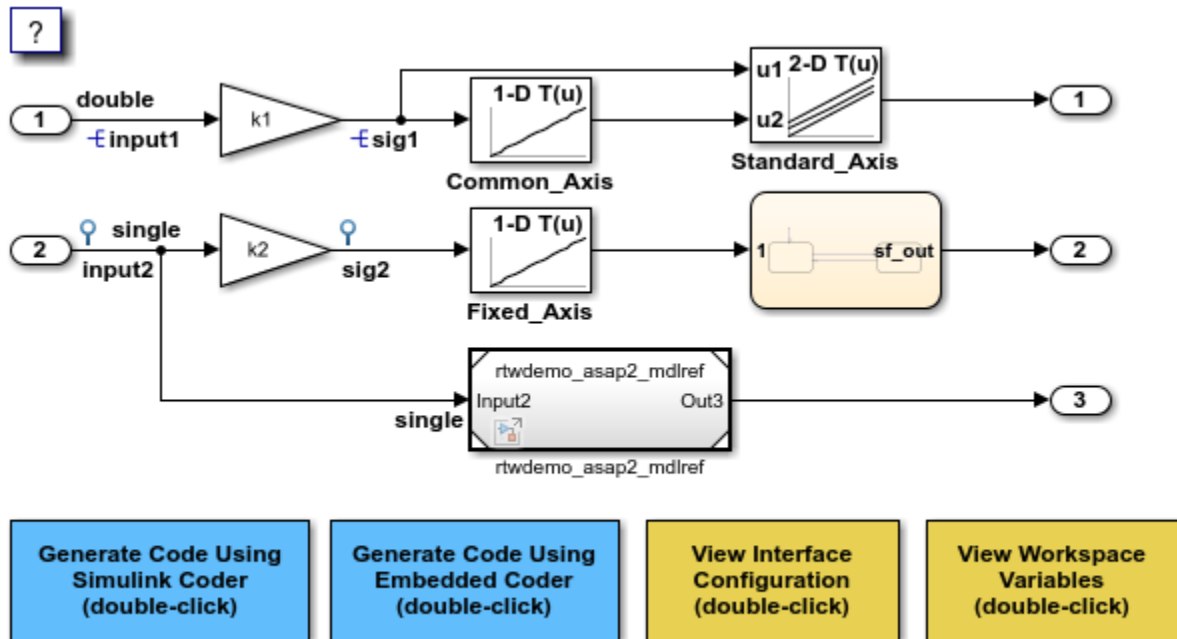 ?
1
double
input1
k1
sig1
1-D T(u)
Common_Axis
u1
2-D T(u)
u2
Standard_Axis
1
2
single
input2
k2
sig2
1-D T(u)
Fixed_Axis
1
sf_out
2
rtwdemo_asap2_mdlref
Input2
Out3
single
rtwdemo_asap2_mdlref
3
Generate Code Using
Simulink Coder
(double-click)
Generate Code Using
Embedded Coder
(double-click)
View Interface
Configuration
(double-click)
View Workspace
Variables
(double-click)